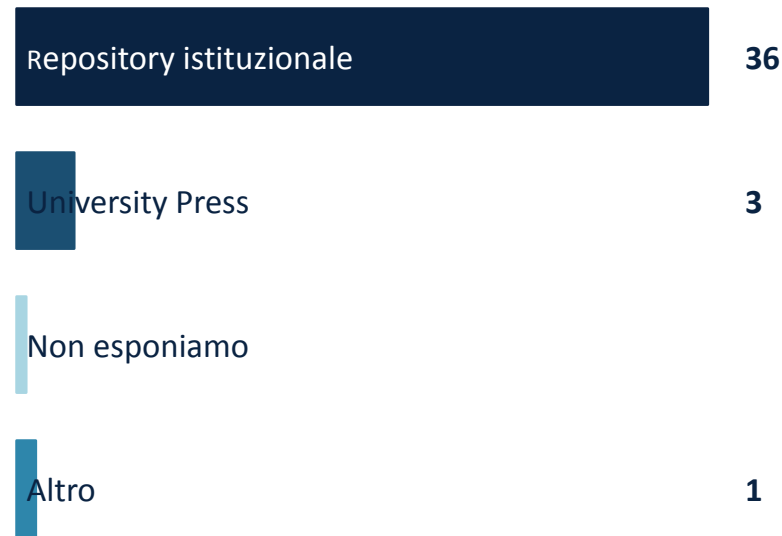 Repository istituzionale 36
University Press 3
Non esponiamo
Altro 1